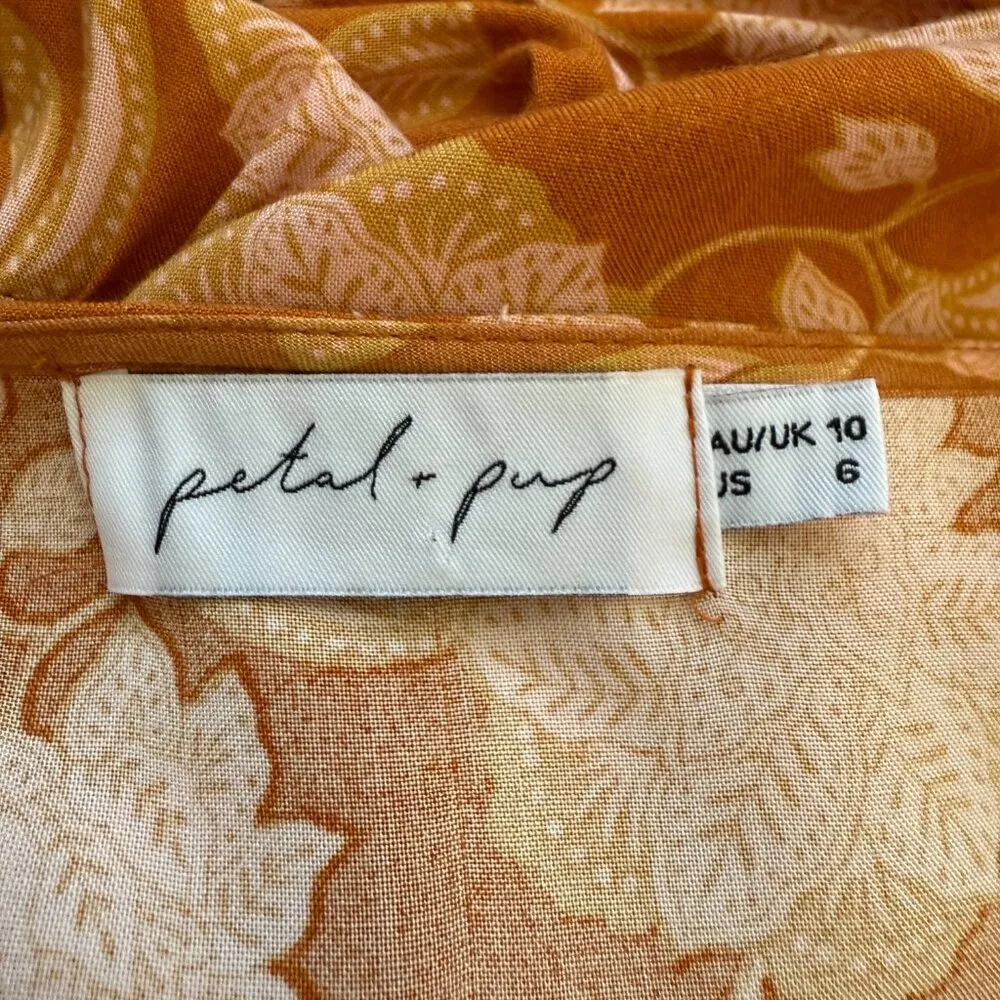 petal + pup
AU/UK 10
US 6